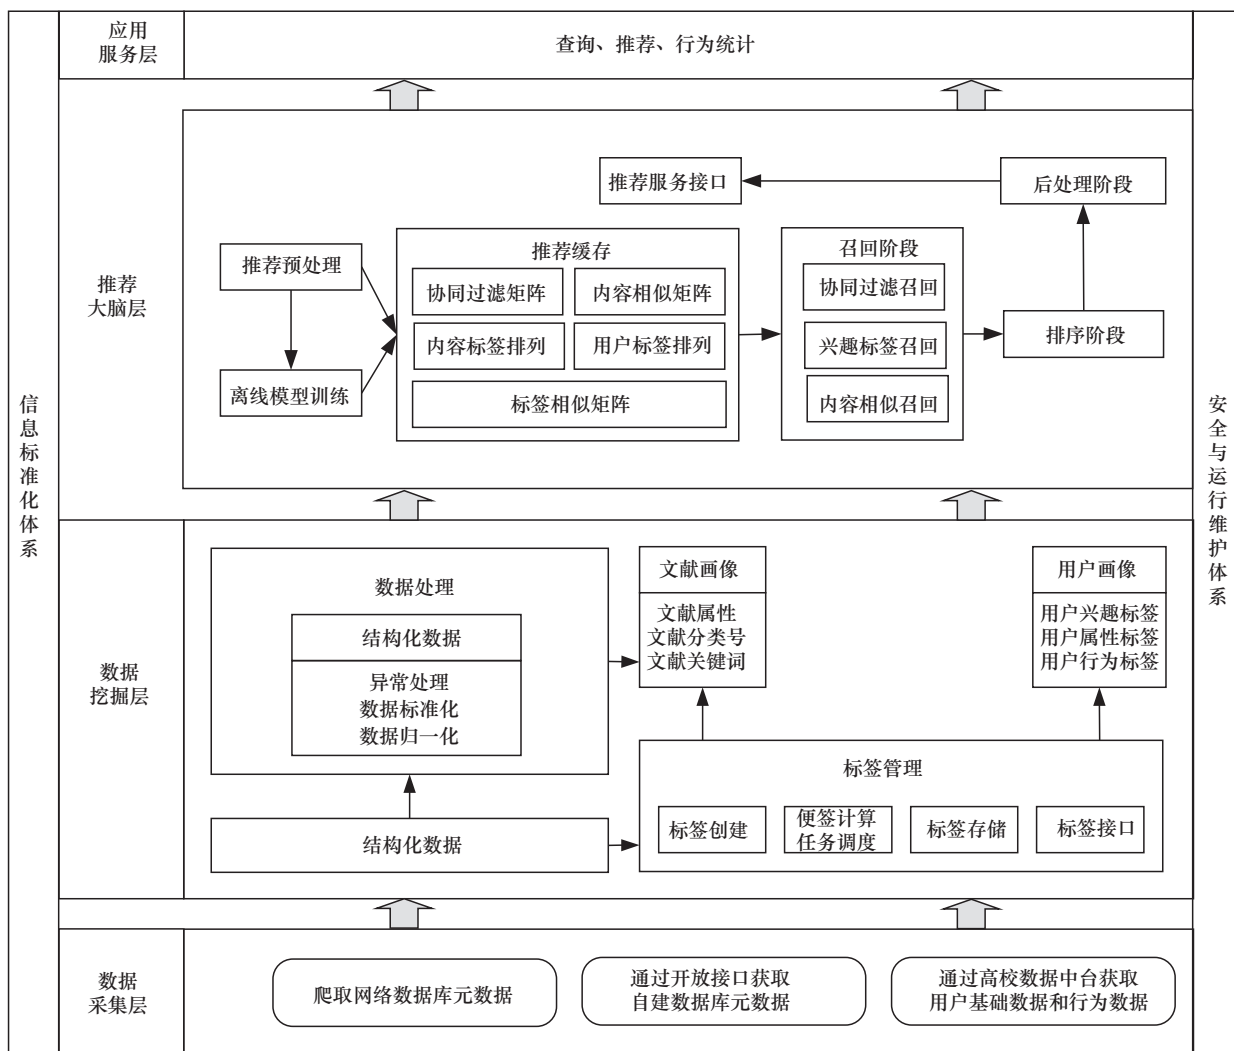 应用
服务层
查询、推荐、行为统计
推荐
大脑层
推荐服务接口
后处理阶段
推荐预处理
离线模型训练
推荐缓存
协同过滤矩阵
内容相似矩阵
内容标签排列
用户标签排列
标签相似矩阵
召回阶段
协同过滤召回
兴趣标签召回
内容相似召回
排序阶段
信息标准化体系
安全与运行维护体系
数据
挖掘层
数据处理
结构化数据
异常处理
数据标准化
数据归一化
结构化数据
文献画像
文献属性
文献分类号
文献关键词
用户画像
用户兴趣标签
用户属性标签
用户行为标签
标签管理
标签创建
便签计算
任务调度
标签存储
标签接口
数据
采集层
爬取网络数据库元数据
通过开放接口获取
自建数据库元数据
通过高校数据中台获取
用户基础数据和行为数据